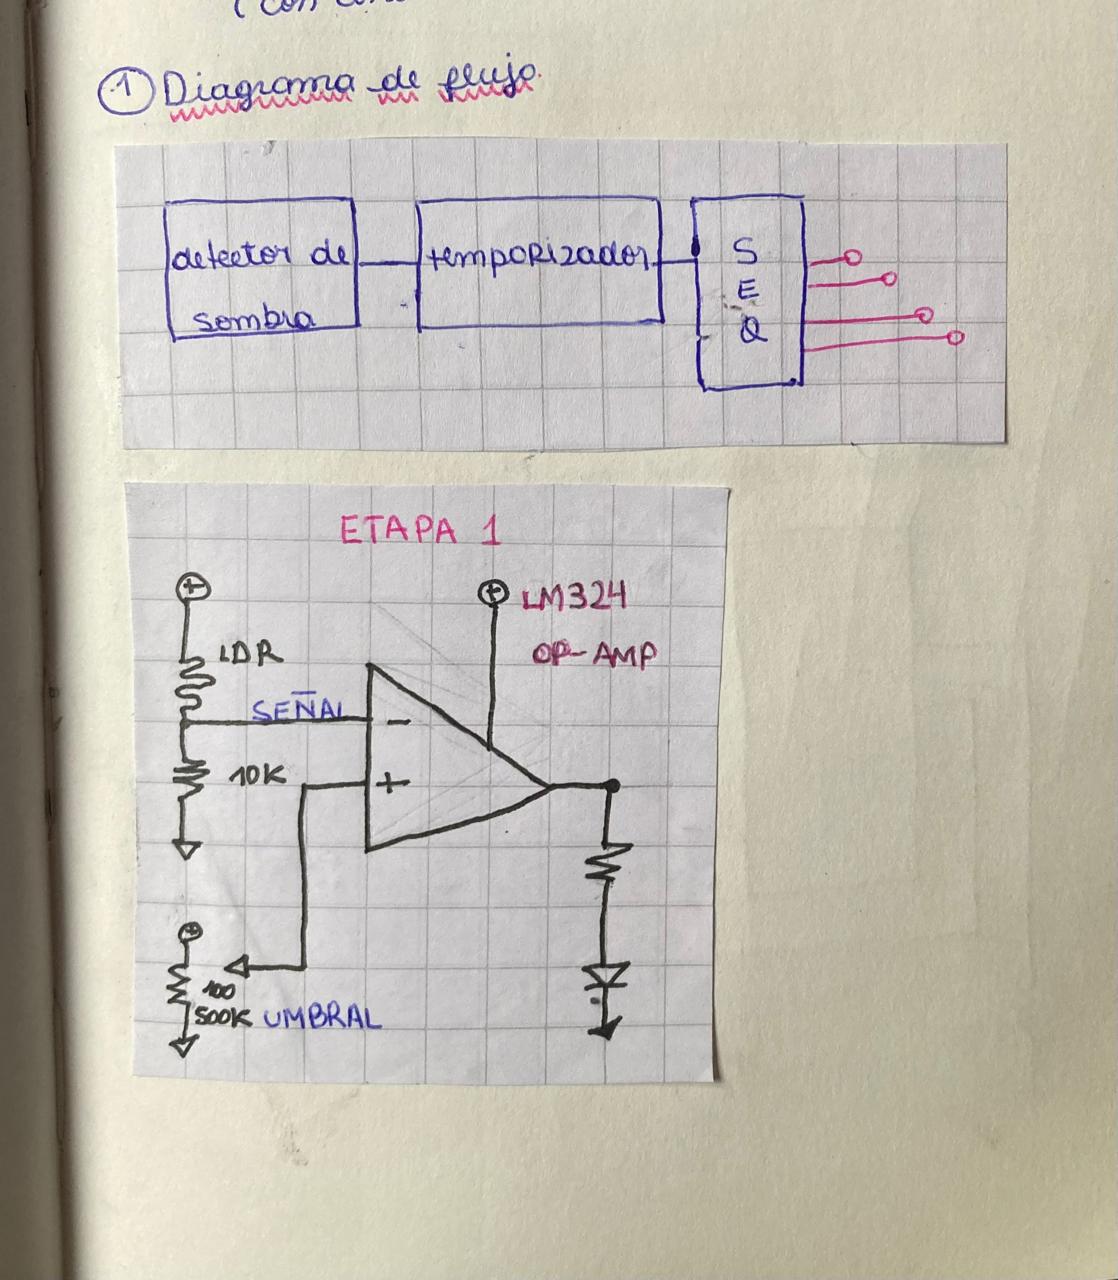 (con
1 Diagrama de flujo.
detector de
sombra
temporizador
S
E
Q
ETAPA 1
LM324
OP-AMP
LDR
SEÑAL
10K
100
500K UMBRAL